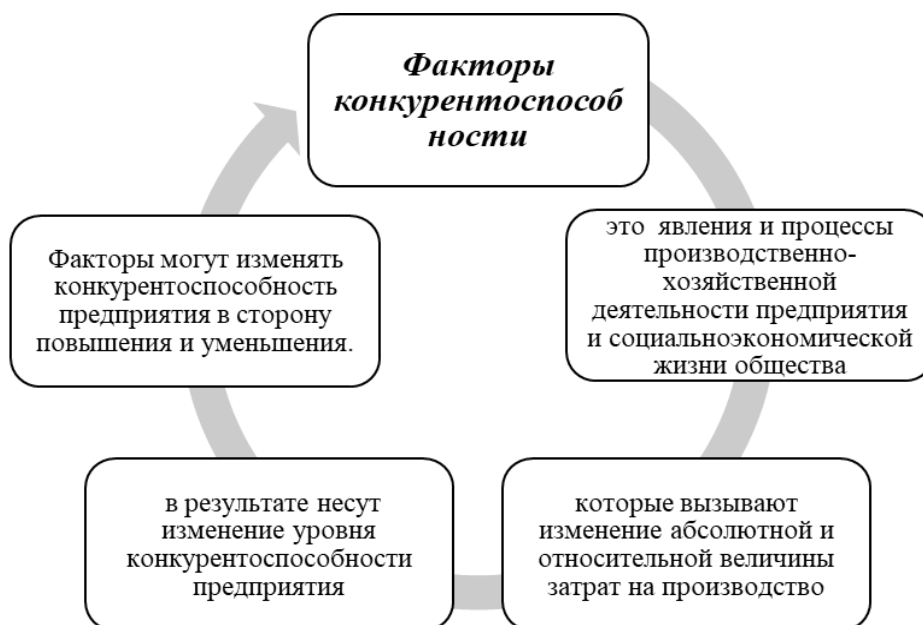 Факторы
конкурентоспособ
ности
это явления и процессы
производственно-
хозяйственной
деятельности предприятия
и социальноэкономической
жизни общества
которые вызывают
изменение абсолютной и
относительной величины
затрат на производство
в результате несут
изменение уровня
конкурентоспособности
предприятия
Факторы могут изменять
конкурентоспособность
предприятия в сторону
повышения и уменьшения.